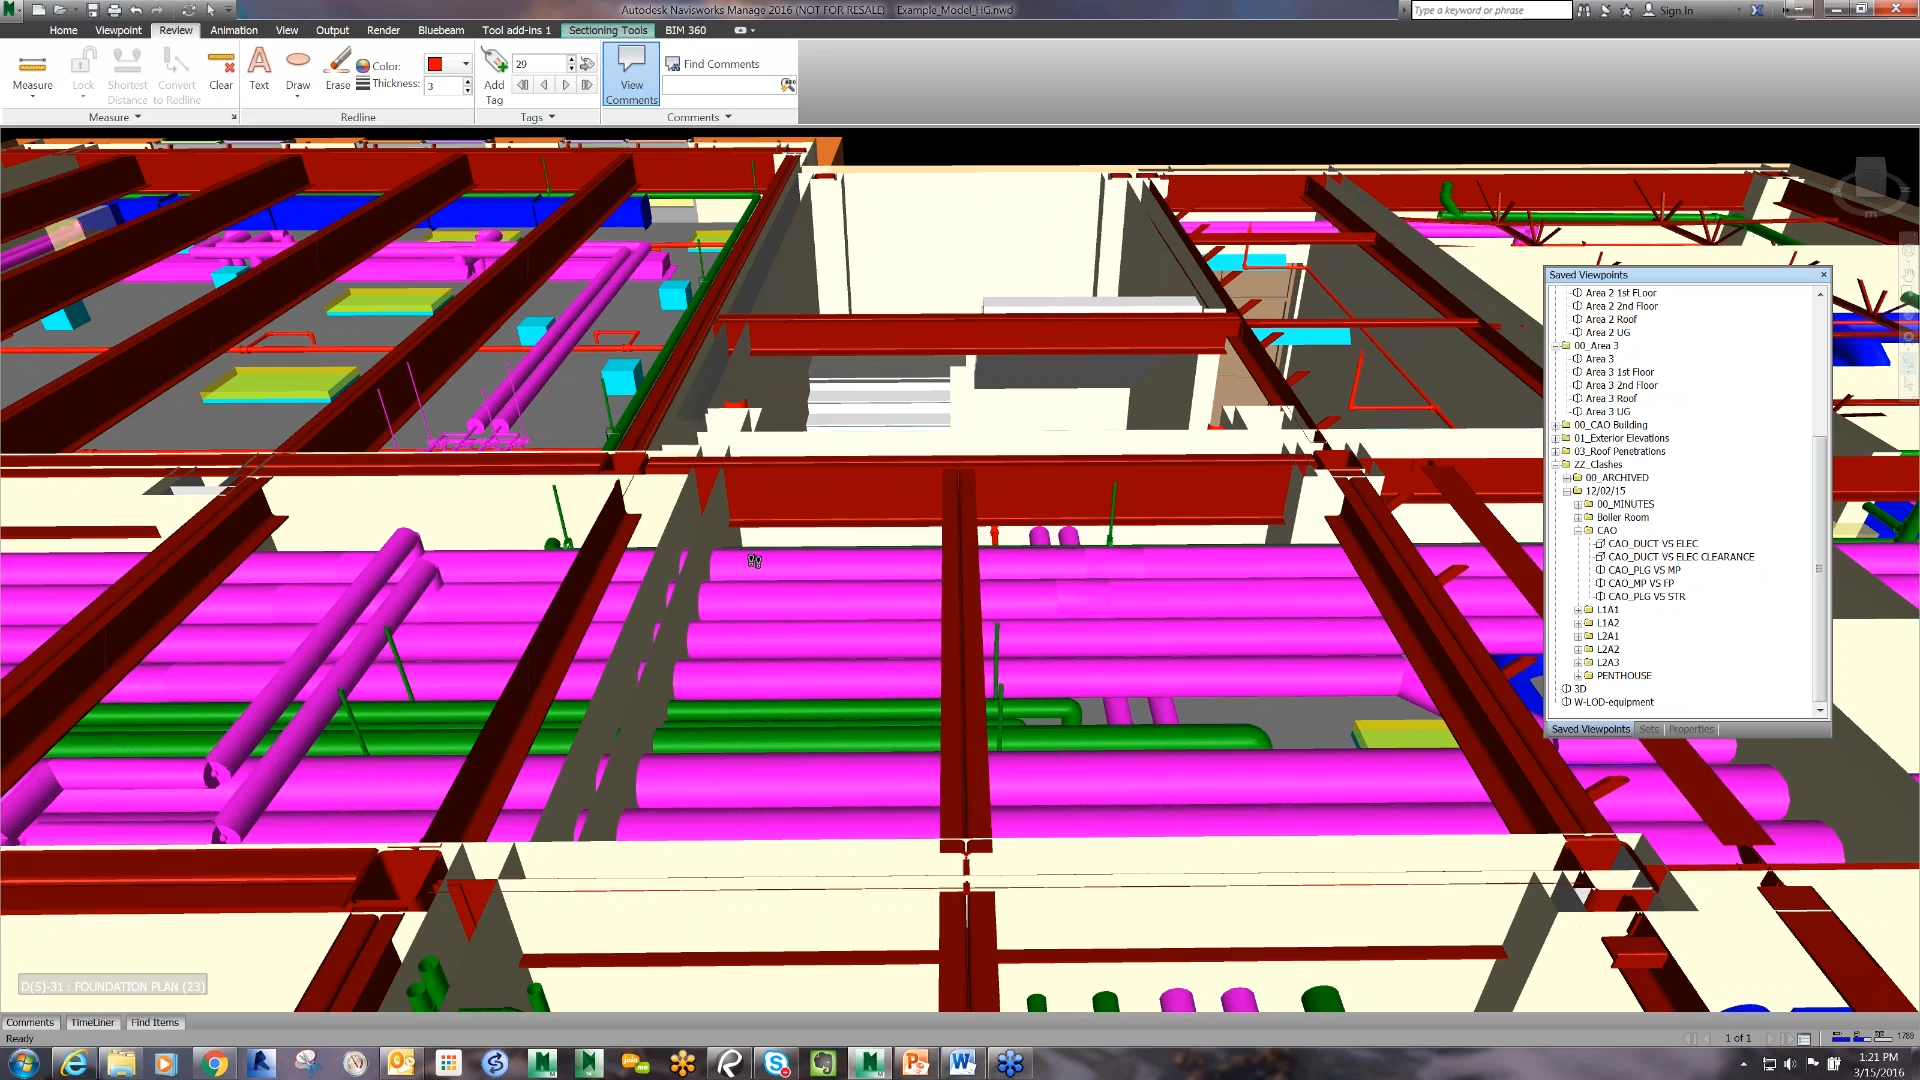 Autodesk Navisworks Manage 2016 (NOT FOR RESALE) Example_Model_HG.nwd
Type a keyword or phrase
Sign In
Home Viewpoint Review Animation View Output Render Bluebeam Tool add-ins 1 Sectioning Tools BIM 360
Measure
Lock
Shortest Distance
Convert to Redline
Clear
Text
Draw
Erase
Color:
Thickness: 3
Add Tag
29
View Comments
Find Comments
Measure
Redline
Tags
Comments
Saved Viewpoints
Area 2 1st FLoor
Area 2 2nd Floor
Area 2 Roof
Area 2 UG
00_Area 3
Area 3
Area 3 1st Floor
Area 3 2nd Floor
Area 3 Roof
Area 3 UG
00_CAO Building
01_Exterior Elevations
03_Roof Penetrations
ZZ_Clashes
00_ARCHIVED
12/02/15
00_MINUTES
Boiler Room
CAO
CAO_DUCT VS ELEC
CAO_DUCT VS ELEC CLEARANCE
CAO_PLG VS MP
CAO_MP VS FP
CAO_PLG VS STR
L1A1
L1A2
L2A1
L2A2
L2A3
PENTHOUSE
3D
W-LOD-equipment
Saved Viewpoints Sets Properties
D(5)-31 : FOUNDATION PLAN (23)
Comments TimeLiner Find Items
Ready
1 of 1
1789
1:21 PM
3/15/2016